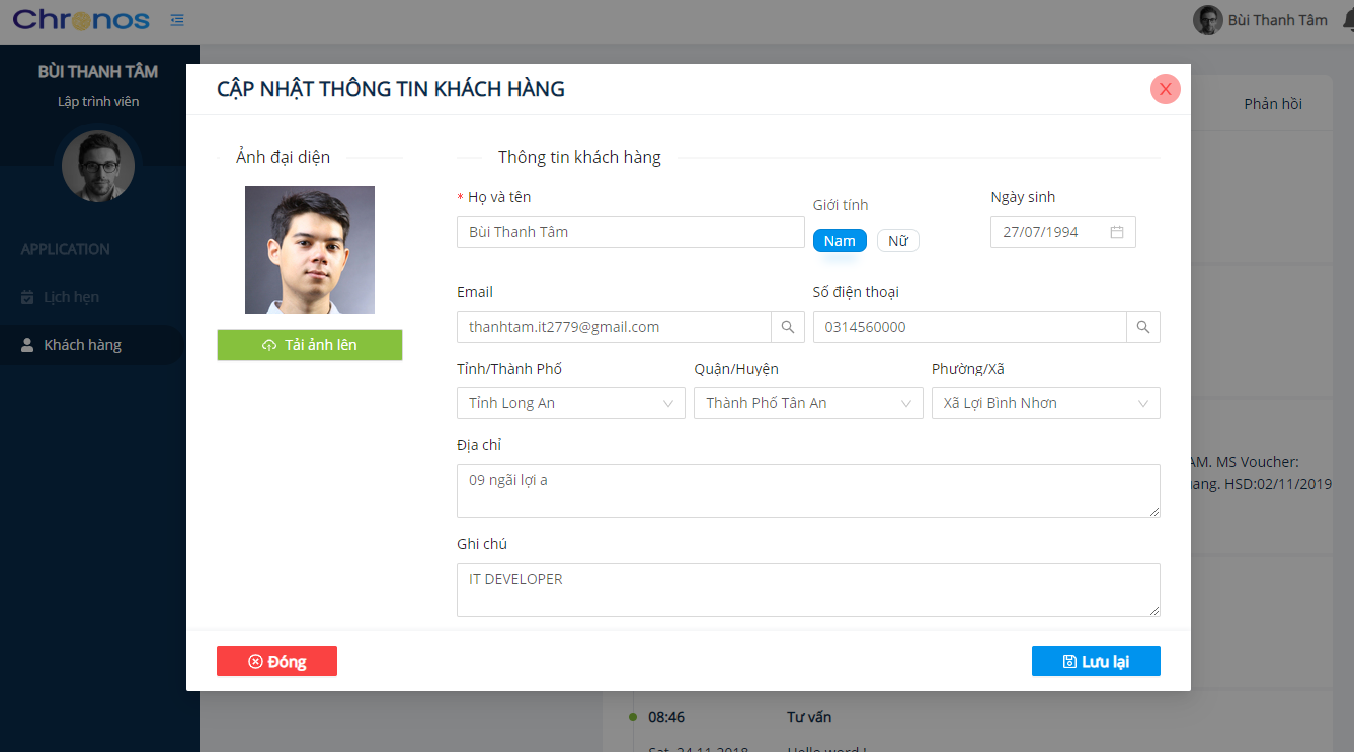 Chronos
Bùi Thanh Tâm
BÙI THANH TÂM
Lập trình viên
APPLICATION
Lịch hẹn
Khách hàng
CẬP NHẬT THÔNG TIN KHÁCH HÀNG
X
Ảnh đại diện
Tải ảnh lên
Thông tin khách hàng
* Họ và tên
Giới tính
Ngày sinh
Bùi Thanh Tâm
Nam
Nữ
27/07/1994
Email
Số điện thoại
thanhtam.it2779@gmail.com
0314560000
Tỉnh/Thành Phố
Quận/Huyện
Phường/Xã
Tỉnh Long An
Thành Phố Tân An
Xã Lợi Bình Nhơn
Địa chỉ
09 ngãi lợi a
Ghi chú
IT DEVELOPER
Đóng
Lưu lại
Phản hồi
AM. MS Voucher:
ang. HSD:02/11/2019
08:46
Tư vấn
Sat, 24.11.2018
Hello word !